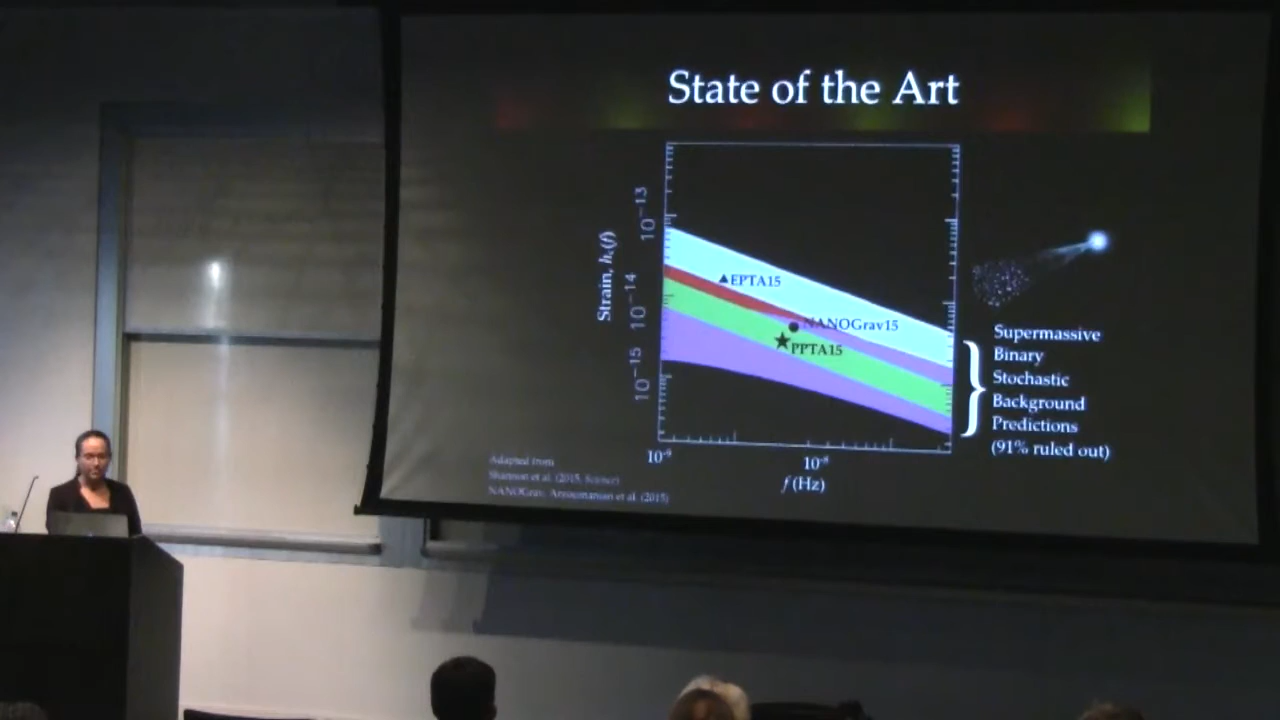 State of the Art
10⁻¹³
10⁻¹⁴
10⁻¹⁵
Strain, hc(f)
EPTA15
NANOGrav15
PPTA15
10⁻⁹
10⁻⁸
f (Hz)
Supermassive
Binary
Stochastic
Background
Predictions
(91% ruled out)
Adapted from
Shannon et al. (2015, Science)
NANOGrav, Arzoumanian et al. (2015)